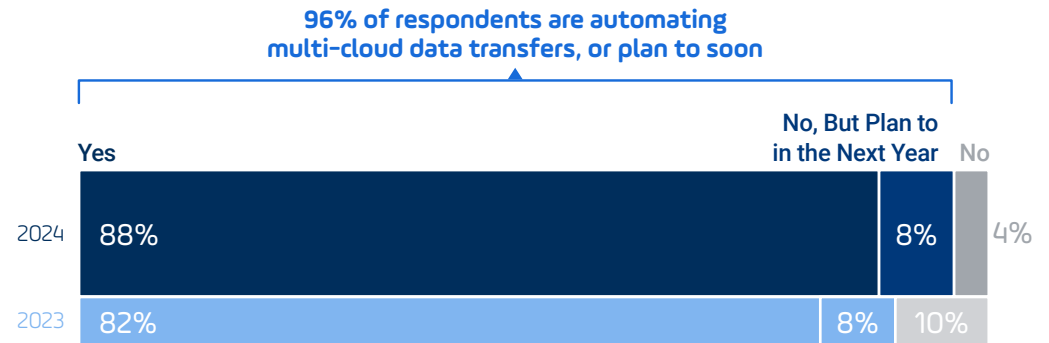 96% of respondents are automating
multi-cloud data transfers, or plan to soon
Yes
No, But Plan to
in the Next Year
No
2024
88%
8%
4%
2023
82%
8%
10%